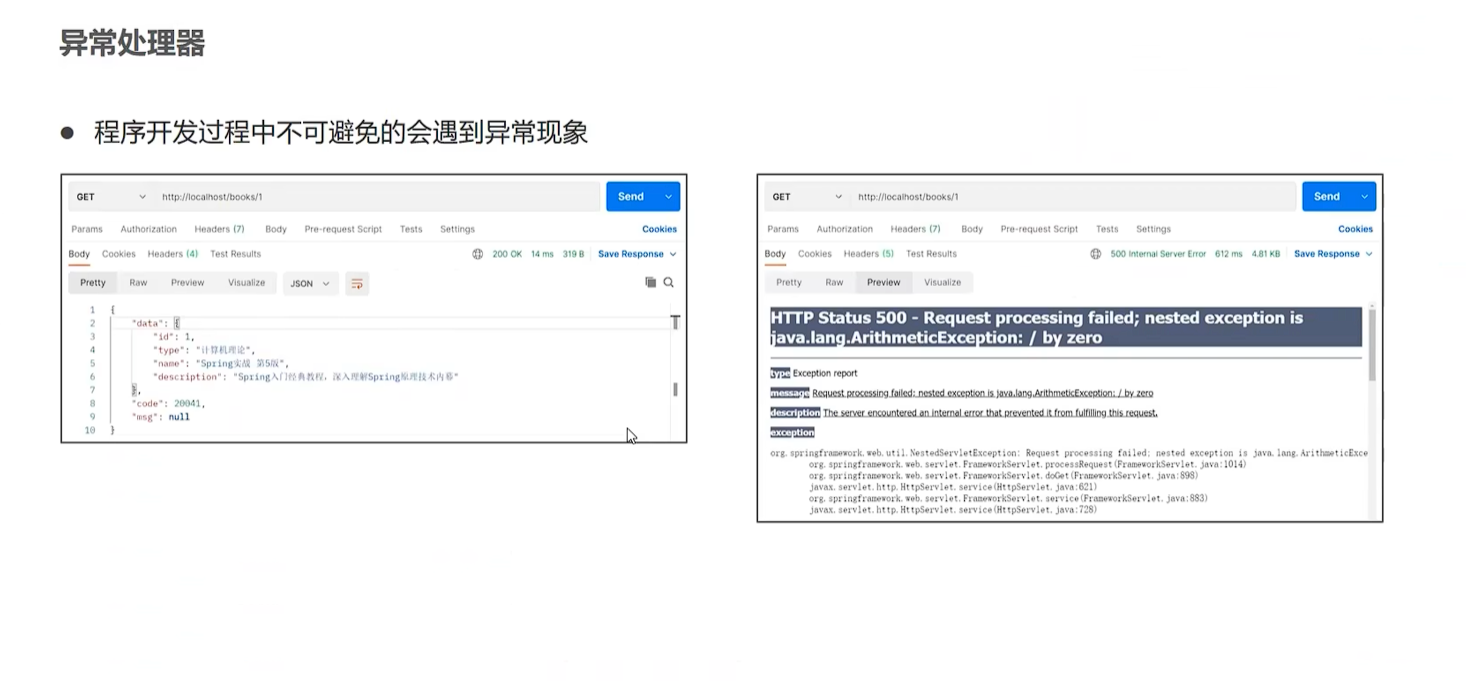 异常处理器
● 程序开发过程中不可避免的会遇到异常现象
GET http://localhost/books/1 Send
Params Authorization Headers (7) Body Pre-request Script Tests Settings Cookies
Body Cookies Headers (4) Test Results 200 OK 14 ms 319 B Save Response
Pretty Raw Preview Visualize JSON
1 {
2 "data": {
3 "id": 1,
4 "type": "计算机理论",
5 "name": "Spring实战 第5版",
6 "description": "Spring入门经典教程，深入理解Spring原理技术内幕"
7 },
8 "code": 20041,
9 "msg": null
10 }
GET http://localhost/books/1 Send
Params Authorization Headers (7) Body Pre-request Script Tests Settings Cookies
Body Cookies Headers (5) Test Results 500 Internal Server Error 612 ms 4.81 KB Save Response
Pretty Raw Preview Visualize
HTTP Status 500 - Request processing failed; nested exception is
java.lang.ArithmeticException: / by zero
type Exception report
message Request processing failed; nested exception is java.lang.ArithmeticException: / by zero
description The server encountered an internal error that prevented it from fulfilling this request.
exception
org.springframework.web.util.NestedServletException: Request processing failed; nested exception is java.lang.ArithmeticExce
org.springframework.web.servlet.FrameworkServlet.processRequest(FrameworkServlet.java:1014)
org.springframework.web.servlet.FrameworkServlet.doGet(FrameworkServlet.java:898)
javax.servlet.http.HttpServlet.service(HttpServlet.java:621)
org.springframework.web.servlet.FrameworkServlet.service(FrameworkServlet.java:883)
javax.servlet.http.HttpServlet.service(HttpServlet.java:728)